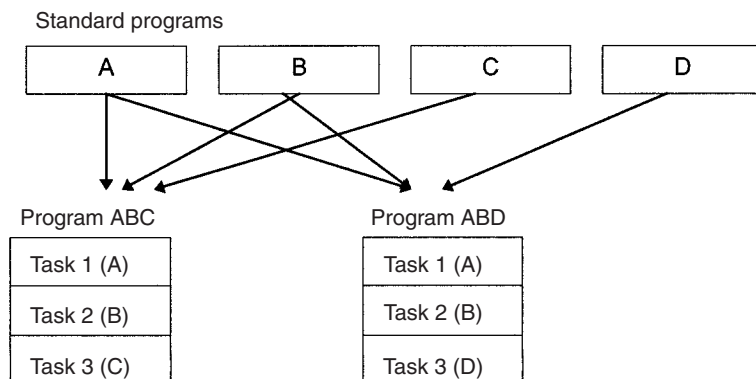 Standard programs
A B C D
Program ABC Program ABD
Task 1 (A) Task 1 (A)
Task 2 (B) Task 2 (B)
Task 3 (C) Task 3 (D)